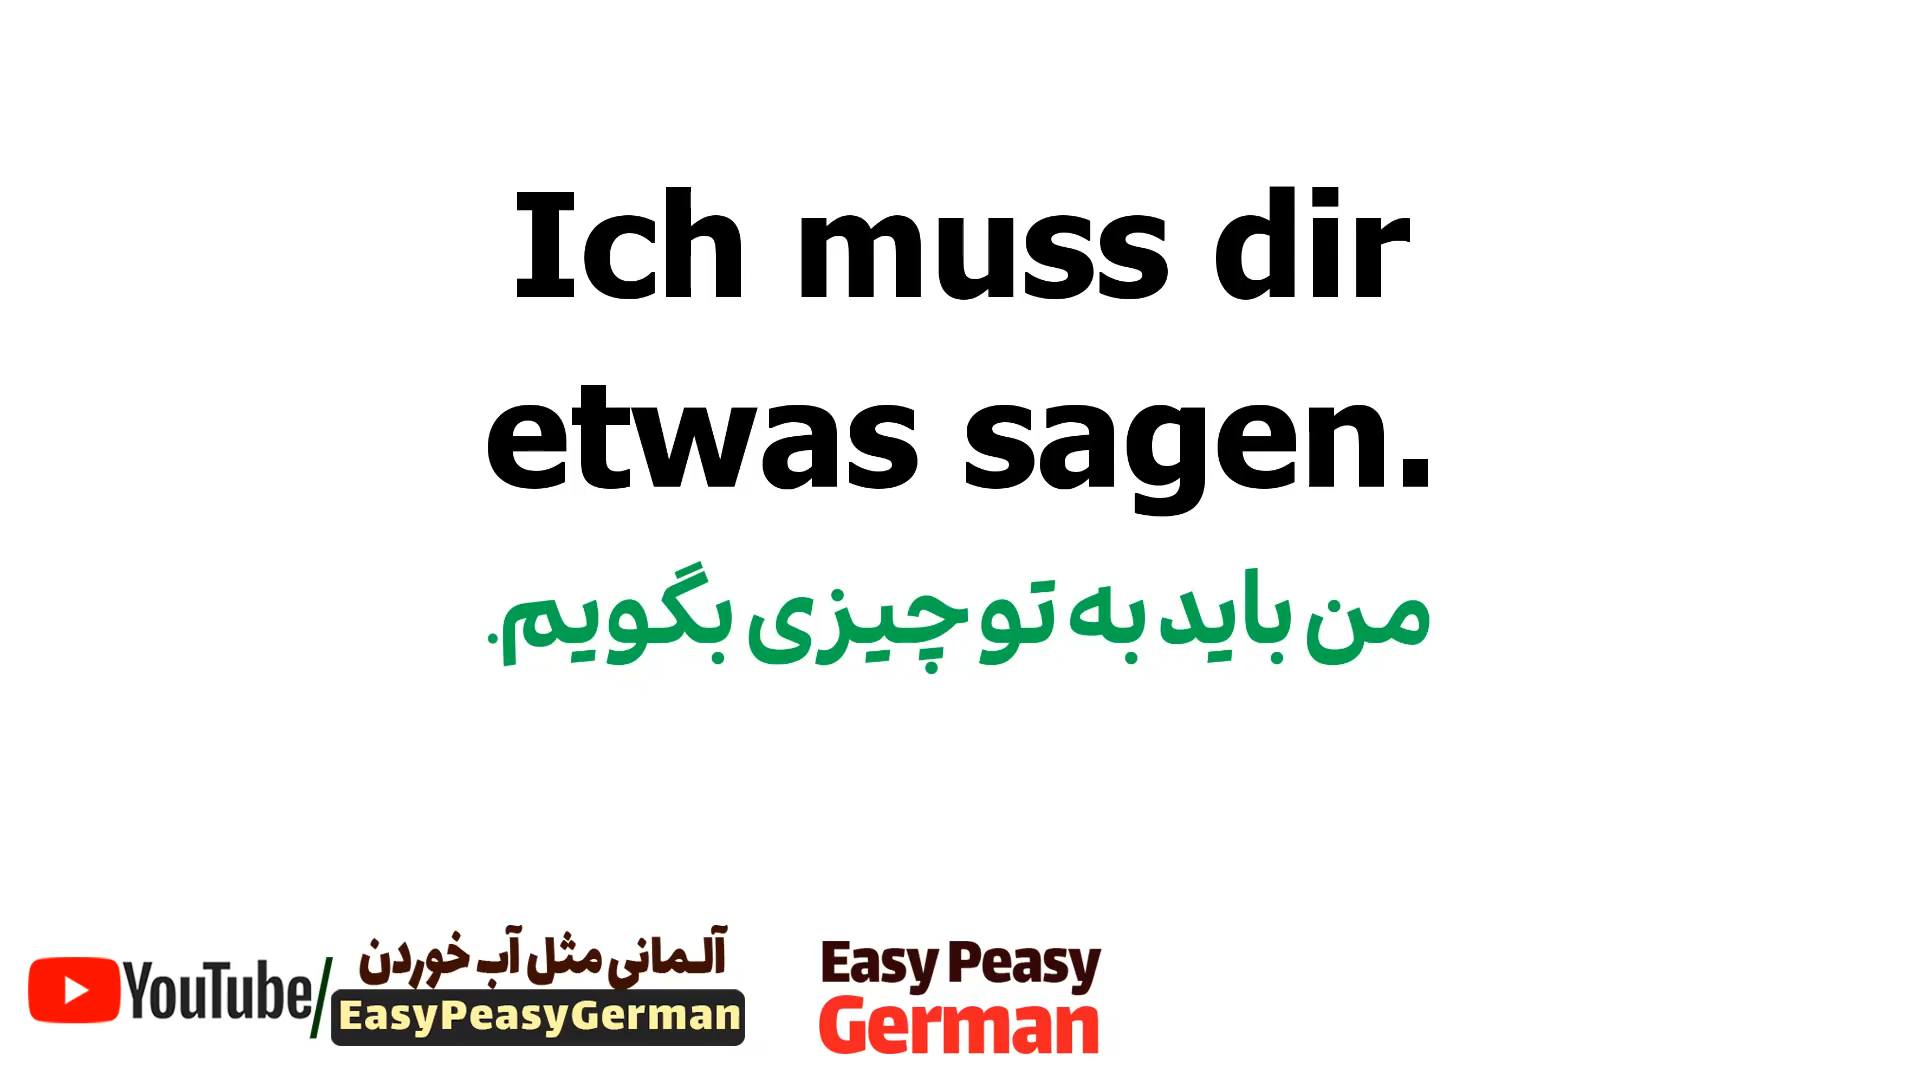 Ich muss dir
etwas sagen.
من باید به تو چیزی بگویم.
YouTube/
آلمانی مثل آب خوردن
EasyPeasyGerman
Easy Peasy
German